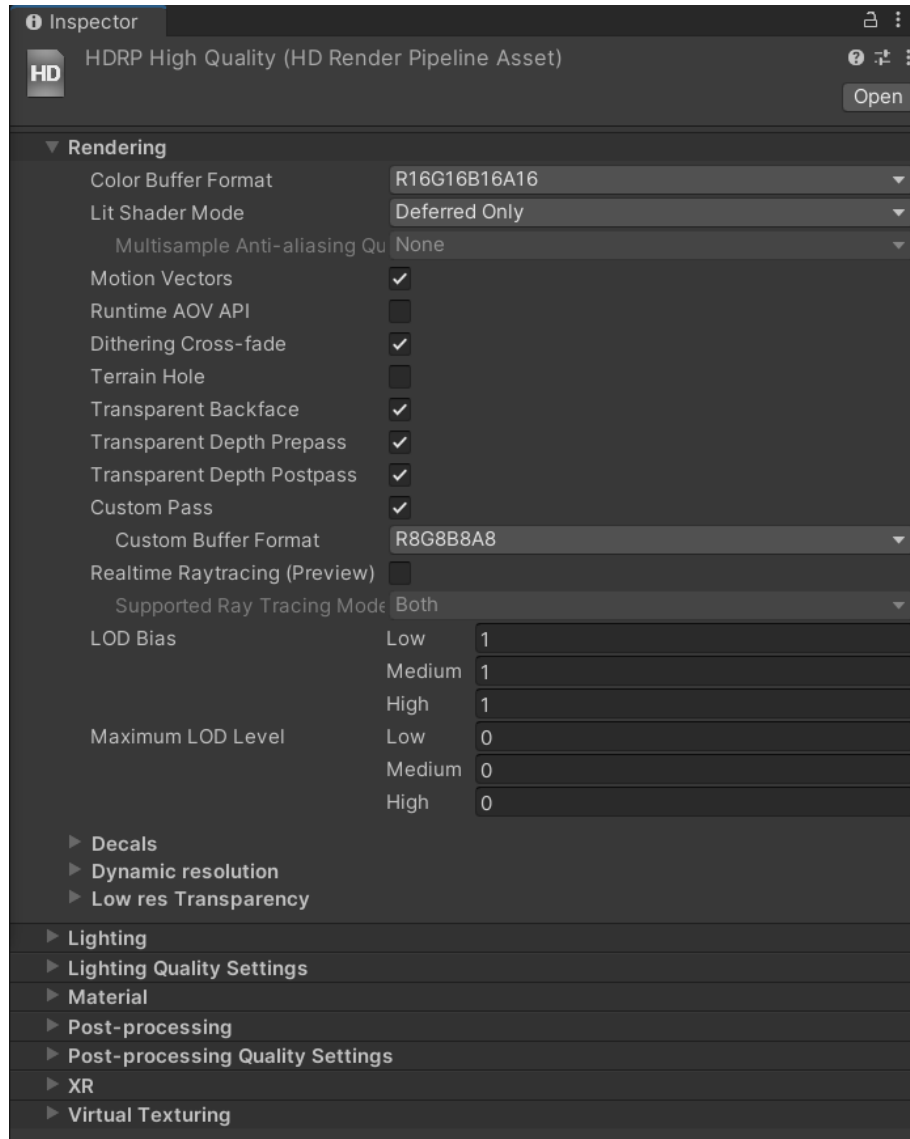 Inspector
HDRP High Quality (HD Render Pipeline Asset)
HD
Open
Rendering
Color Buffer Format R16G16B16A16
Lit Shader Mode Deferred Only
Multisample Anti-aliasing Qu None
Motion Vectors
Runtime AOV API
Dithering Cross-fade
Terrain Hole
Transparent Backface
Transparent Depth Prepass
Transparent Depth Postpass
Custom Pass
Custom Buffer Format R8G8B8A8
Realtime Raytracing (Preview)
Supported Ray Tracing Mode Both
LOD Bias Low 1
Medium 1
High 1
Maximum LOD Level Low 0
Medium 0
High 0
Decals
Dynamic resolution
Low res Transparency
Lighting
Lighting Quality Settings
Material
Post-processing
Post-processing Quality Settings
XR
Virtual Texturing